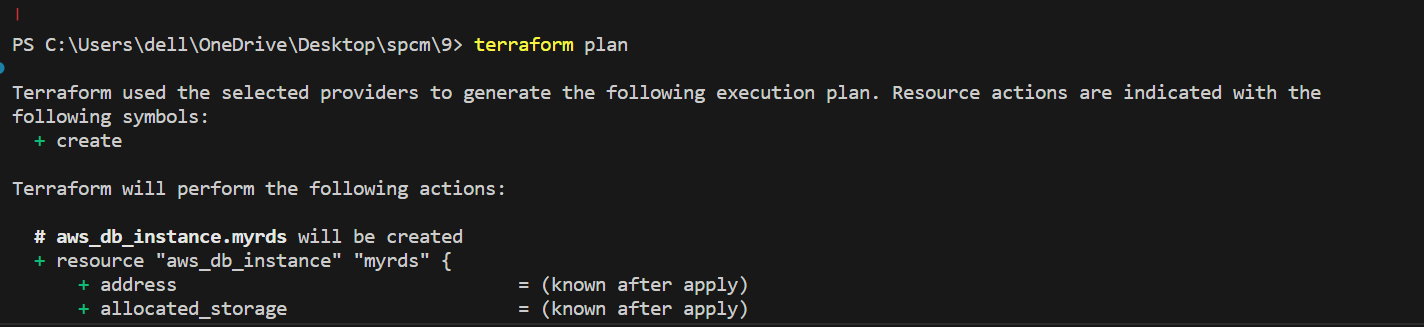 PS C:\Users\dell\OneDrive\Desktop\spcm\9> terraform plan
Terraform used the selected providers to generate the following execution plan. Resource actions are indicated with the
following symbols:
  + create
Terraform will perform the following actions:
  # aws_db_instance.myrds will be created
  + resource "aws_db_instance" "myrds" {
      + address                               = (known after apply)
      + allocated_storage                     = (known after apply)